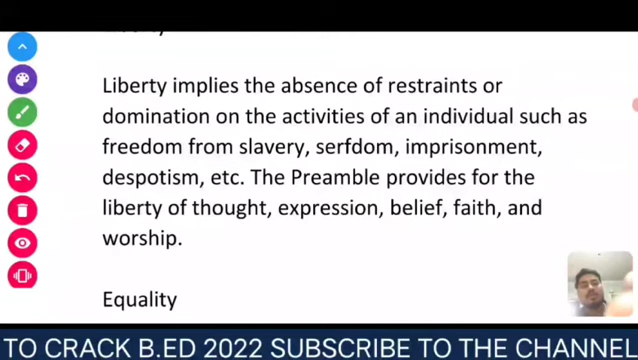 Liberty implies the absence of restraints or
domination on the activities of an individual such as
freedom from slavery, serfdom, imprisonment,
despotism, etc. The Preamble provides for the
liberty of thought, expression, belief, faith, and
worship.
Equality
TO CRACK B.ED 2022 SUBSCRIBE TO THE CHANNEL